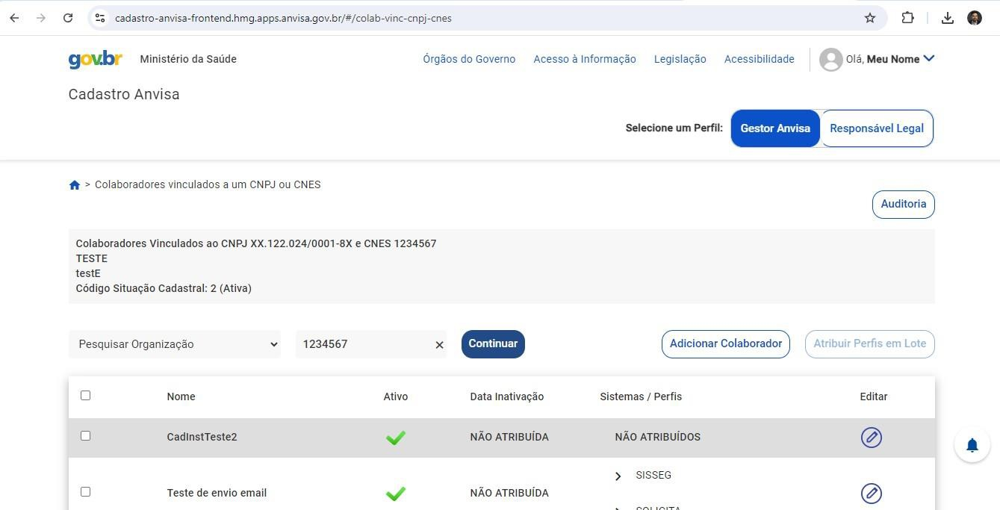 cadastro-anvisa-frontend.hmg.apps.anvisa.gov.br/#/colab-vinc-cnpj-cnes
gov.br Ministério da Saúde Órgãos do Governo Acesso à Informação Legislação Acessibilidade Olá, Meu Nome
Cadastro Anvisa
Selecione um Perfil: Gestor Anvisa Responsável Legal
> Colaboradores vinculados a um CNPJ ou CNES
Auditoria
Colaboradores Vinculados ao CNPJ XX.122.024/0001-8X e CNES 1234567
TESTE
testE
Código Situação Cadastral: 2 (Ativa)
Pesquisar Organização 1234567 Continuar Adicionar Colaborador Atribuir Perfis em Lote
Nome Ativo Data Inativação Sistemas / Perfis Editar
CadInstTeste2 NÃO ATRIBUÍDA NÃO ATRIBUÍDOS
SISSEG
Teste de envio email NÃO ATRIBUÍDA
SOLICITA